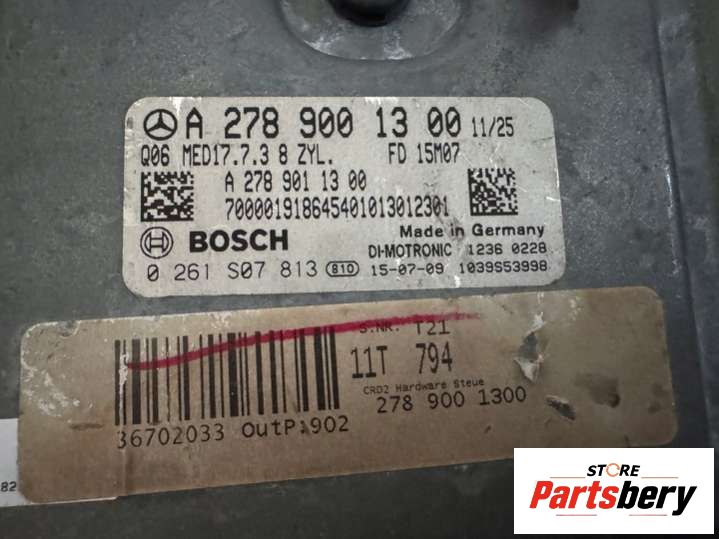 A 278 900 13 00 11/25
Q06 MED17.7.3 8 ZYL. FD 15M07
A 278 901 13 00
700001918645401013012301
BOSCH
Made in Germany
DI-MOTRONIC 1236 0228
0 261 S07 813 810 15-07-09 1039S53998
S.NR. T21
11T 794
CRD2 Hardware Steue
278 900 1300
36702033 OutP:902
82
STORE
Partsbery